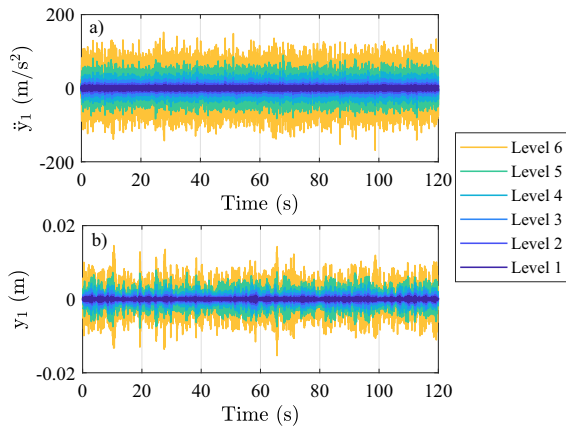 a)
200
0
-200
ÿ₁ (m/s²)
0 20 40 60 80 100 120
Time (s)
b)
0.02
0
-0.02
y₁ (m)
0 20 40 60 80 100 120
Time (s)
Level 6
Level 5
Level 4
Level 3
Level 2
Level 1